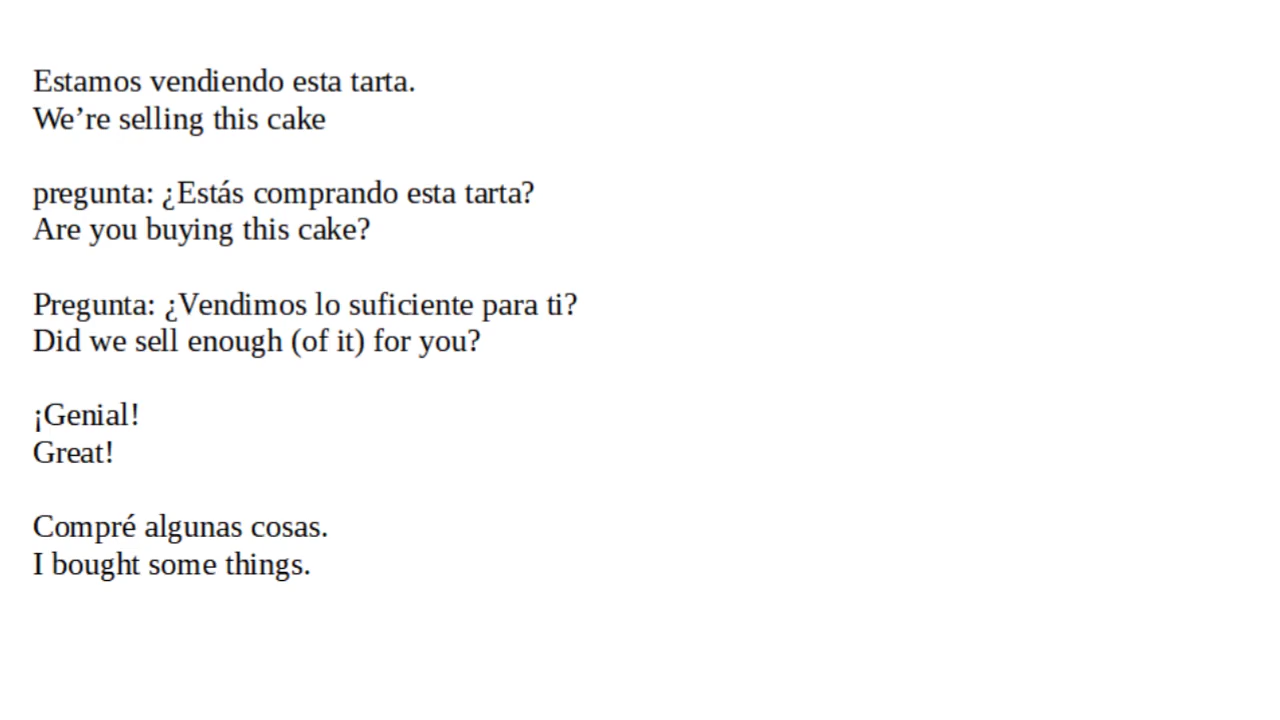 Estamos vendiendo esta tarta.
We’re selling this cake
pregunta: ¿Estás comprando esta tarta?
Are you buying this cake?
Pregunta: ¿Vendimos lo suficiente para ti?
Did we sell enough (of it) for you?
¡Genial!
Great!
Compré algunas cosas.
I bought some things.